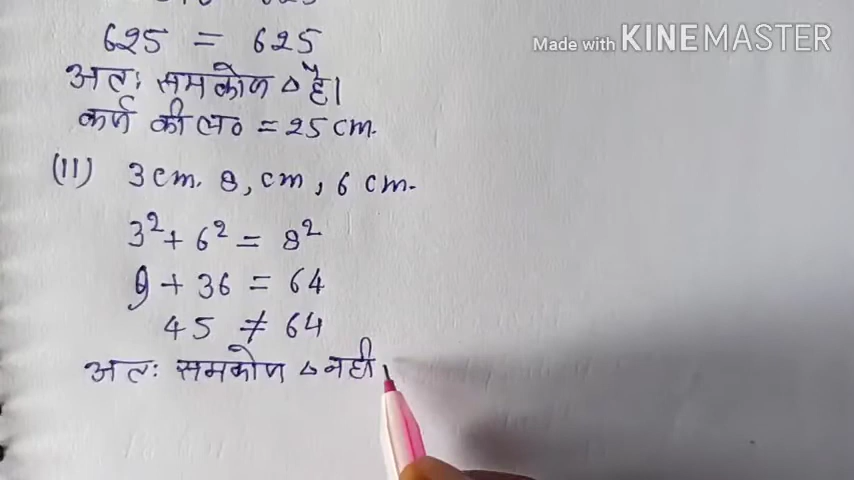 625 = 625
Made with KINEMASTER
अतः समकोण △ है।
कर्ण की ल० = 25 cm.
(II) 3 cm. 8, cm, 6 cm.
3² + 6² = 8²
9 + 36 = 64
45 ≠ 64
अतः समकोण △ नही